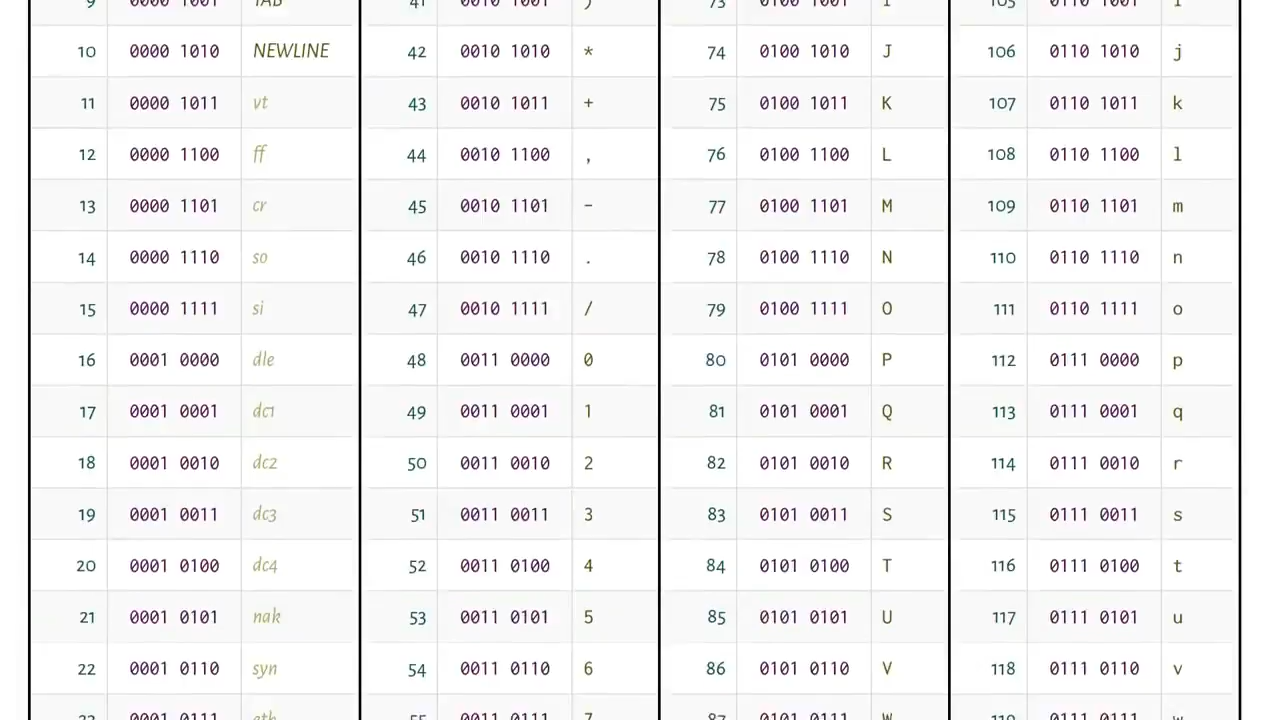 9 0000 1001 TAB 41 0010 1001 ) 73 0100 1001 I 105 0110 1001 i
10 0000 1010 NEWLINE 42 0010 1010 * 74 0100 1010 J 106 0110 1010 j
11 0000 1011 vt 43 0010 1011 + 75 0100 1011 K 107 0110 1011 k
12 0000 1100 ff 44 0010 1100 , 76 0100 1100 L 108 0110 1100 l
13 0000 1101 cr 45 0010 1101 - 77 0100 1101 M 109 0110 1101 m
14 0000 1110 so 46 0010 1110 . 78 0100 1110 N 110 0110 1110 n
15 0000 1111 si 47 0010 1111 / 79 0100 1111 O 111 0110 1111 o
16 0001 0000 dle 48 0011 0000 0 80 0101 0000 P 112 0111 0000 p
17 0001 0001 dc1 49 0011 0001 1 81 0101 0001 Q 113 0111 0001 q
18 0001 0010 dc2 50 0011 0010 2 82 0101 0010 R 114 0111 0010 r
19 0001 0011 dc3 51 0011 0011 3 83 0101 0011 S 115 0111 0011 s
20 0001 0100 dc4 52 0011 0100 4 84 0101 0100 T 116 0111 0100 t
21 0001 0101 nak 53 0011 0101 5 85 0101 0101 U 117 0111 0101 u
22 0001 0110 syn 54 0011 0110 6 86 0101 0110 V 118 0111 0110 v
23 0001 0111 etb 55 0011 0111 7 87 0101 0111 W 119 0111 0111 w